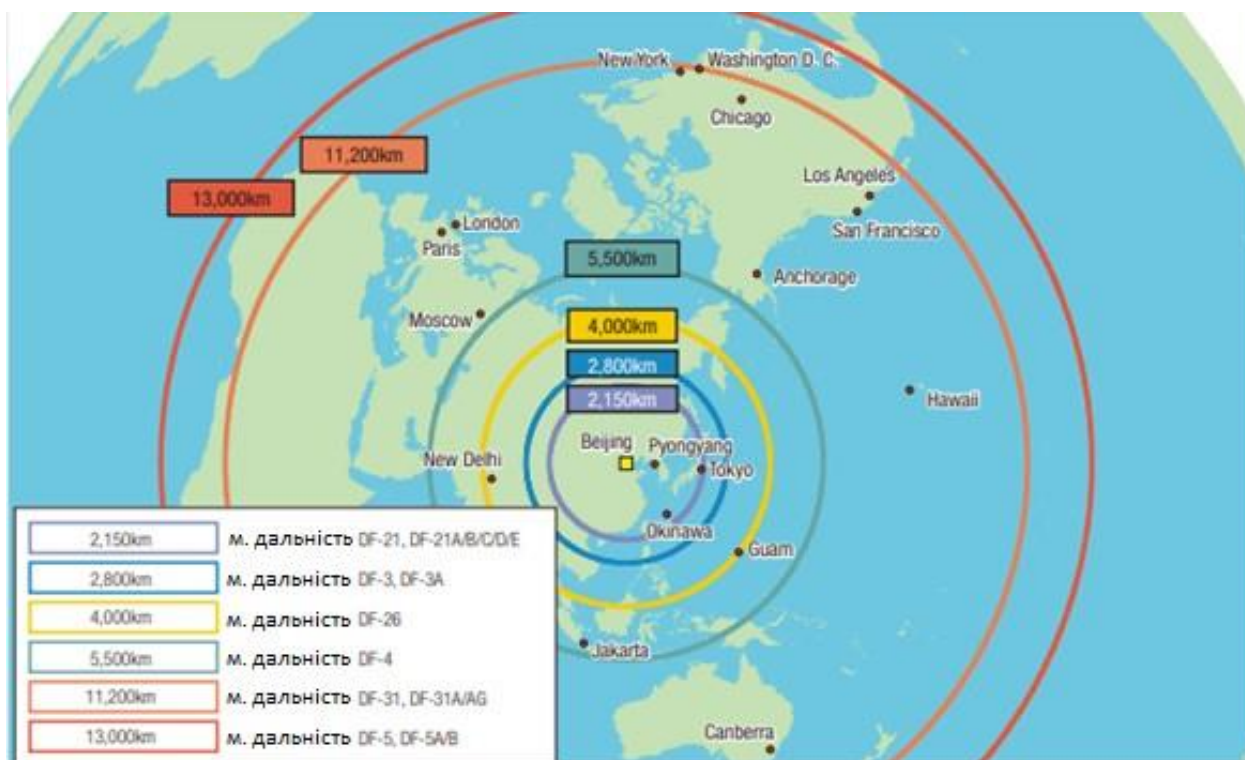 New York
Washington D. C.
Chicago
11,200km
Los Angeles
13,000km
London
San Francisco
Paris
5,500km
Anchorage
Moscow
4,000km
2,800km
Hawaii
2,150km
Beijing
Pyongyang
New Delhi
Tokyo
Okinawa
Guam
Jakarta
Canberra
2,150km м. дальність DF-21, DF-21A/B/C/D/E
2,800km м. дальність DF-3, DF-3A
4,000km м. дальність DF-26
5,500km м. дальність DF-4
11,200km м. дальність DF-31, DF-31A/AG
13,000km м. дальність DF-5, DF-5A/B